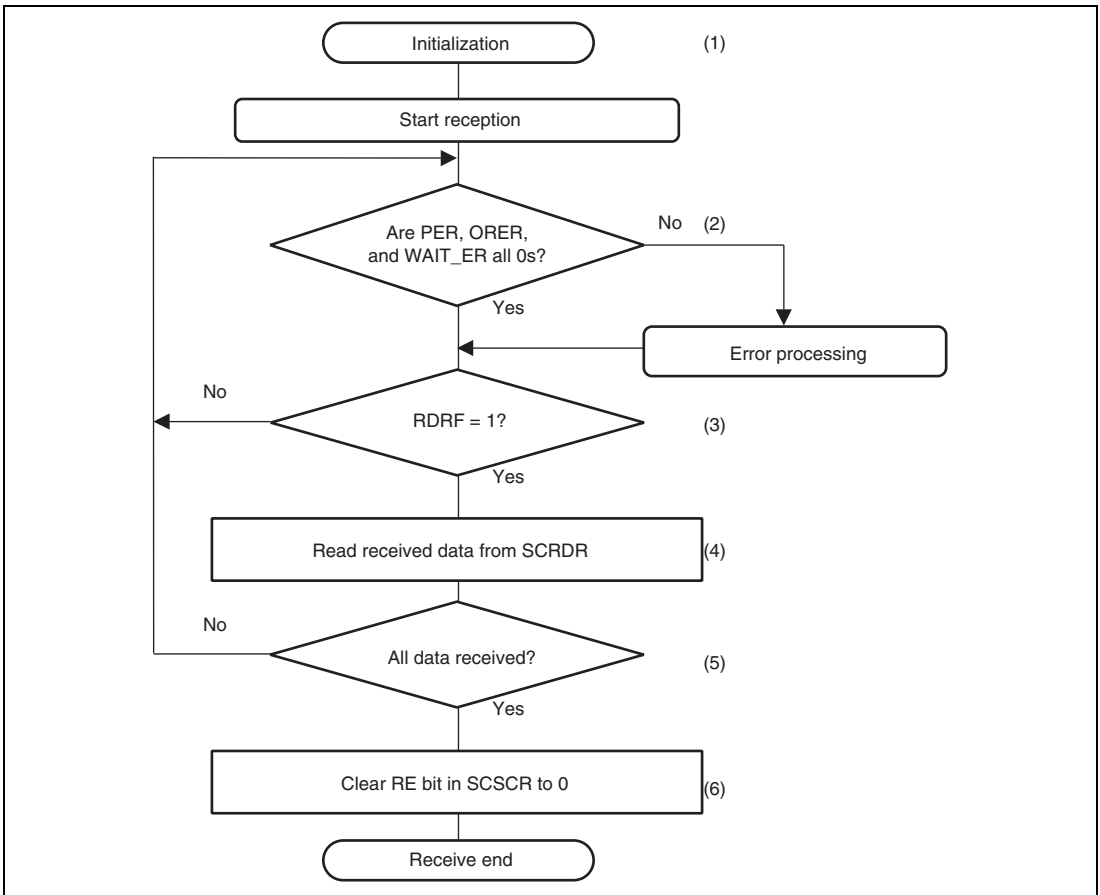 Initialization
(1)
Start reception
Are PER, ORER,
and WAIT_ER all 0s?
No
(2)
Yes
Error processing
No
RDRF = 1?
(3)
Yes
Read received data from SCRDR
(4)
No
All data received?
(5)
Yes
Clear RE bit in SCSCR to 0
(6)
Receive end